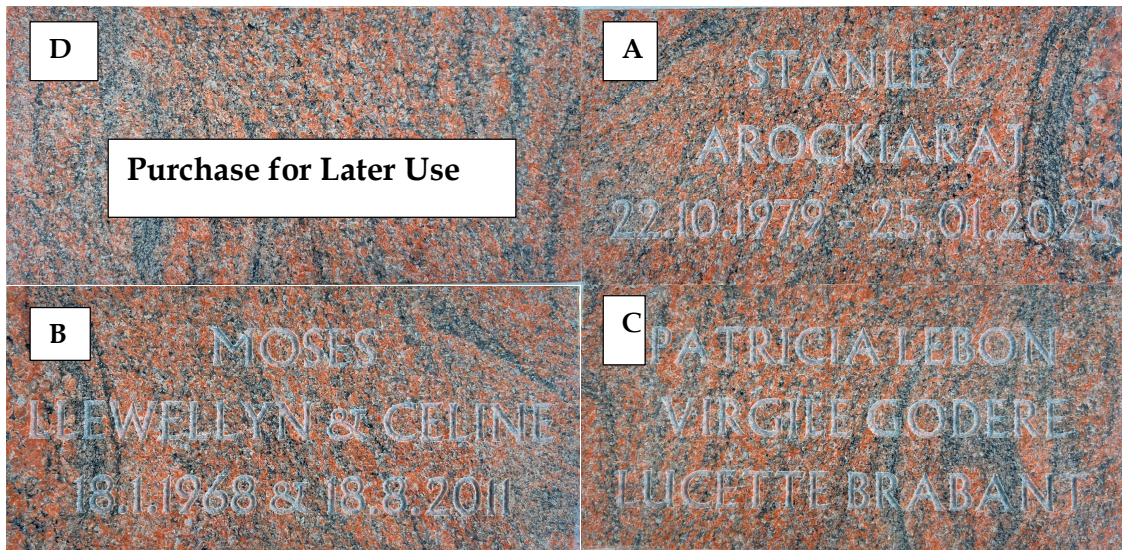 D
Purchase for Later Use
A
STANLEY
AROCKIARAJ
22.10.1979 - 25.01.2025
B
MOSES
LLEWELLYN & CELINE
18.1.1968 & 18.8.2011
C
PATRICIA LEBON
VIRGILE GODERE
LUCETTE BRABANT